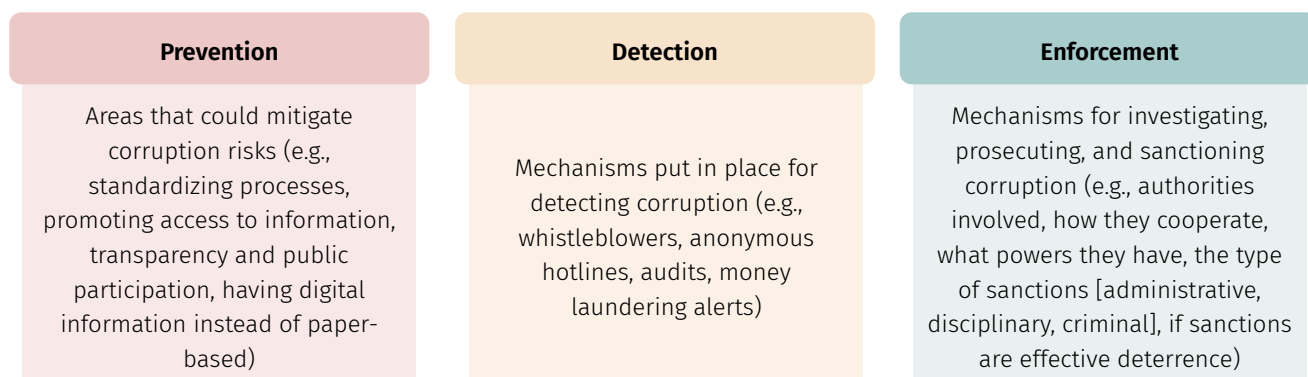 Prevention
Areas that could mitigate
corruption risks (e.g.,
standardizing processes,
promoting access to information,
transparency and public
participation, having digital
information instead of paper-
based)
Detection
Mechanisms put in place for
detecting corruption (e.g.,
whistleblowers, anonymous
hotlines, audits, money
laundering alerts)
Enforcement
Mechanisms for investigating,
prosecuting, and sanctioning
corruption (e.g., authorities
involved, how they cooperate,
what powers they have, the type
of sanctions [administrative,
disciplinary, criminal], if sanctions
are effective deterrence)